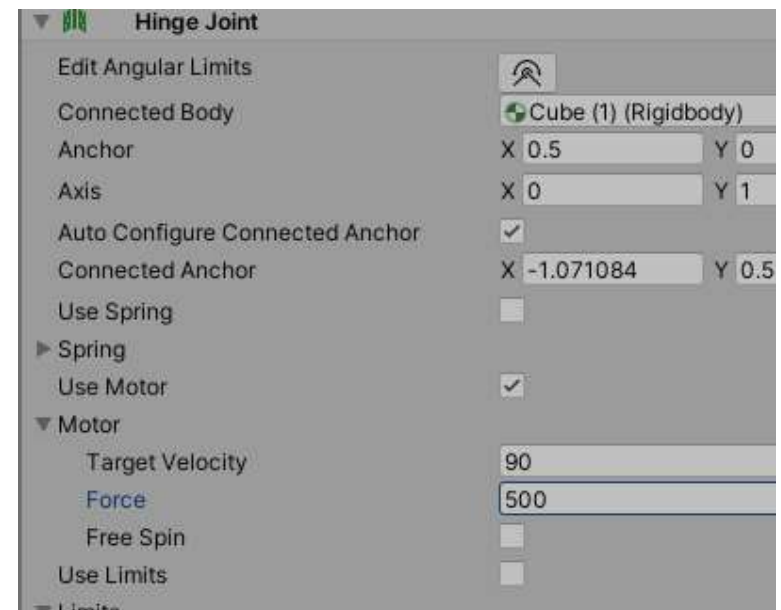 Hinge Joint
Edit Angular Limits
Connected Body Cube (1) (Rigidbody)
Anchor X 0.5 Y 0
Axis X 0 Y 1
Auto Configure Connected Anchor
Connected Anchor X -1.071084 Y 0.5
Use Spring
Spring
Use Motor
Motor
Target Velocity 90
Force 500
Free Spin
Use Limits
Limits